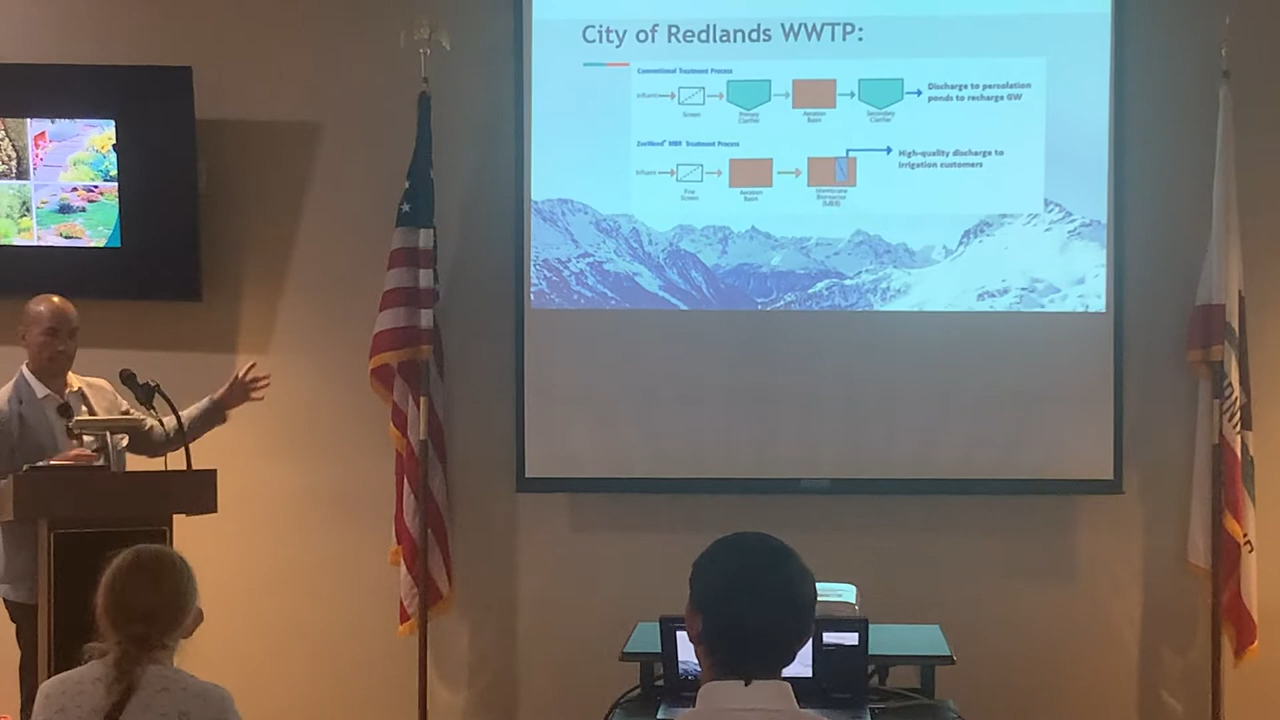 City of Redlands WWTP:
Conventional Treatment Process
Influent
Screen
Primary
Clarifier
Aeration
Basin
Secondary
Clarifier
Discharge to percolation
ponds to recharge GW
ZeeWeed® MBR Treatment Process
Influent
Fine
Screen
Aeration
Basin
Membrane
Bioreactor
(MBR)
High-quality discharge to
irrigation customers